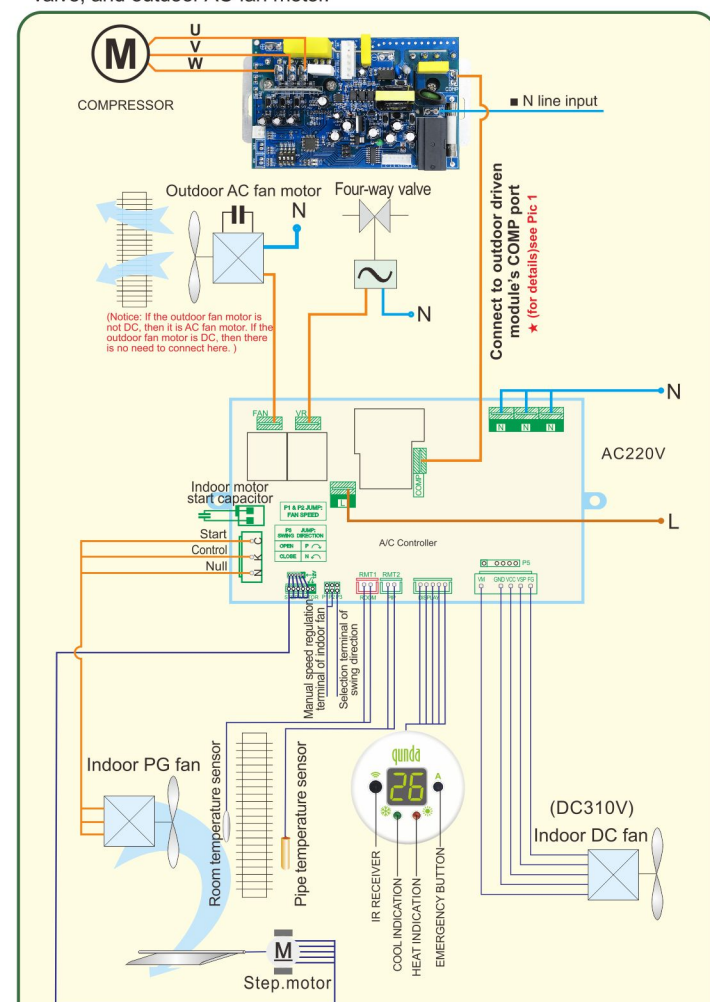 valve, and outdoor AC fan motor.
U
V
W
M
COMPRESSOR
COMP
■ N line input
Outdoor AC fan motor
N
Four-way valve
N
(Notice: If the outdoor fan motor is
not DC, then it is AC fan motor. If the
outdoor fan motor is DC, then there
is no need to connect here. )
Connect to outdoor driven
module's COMP port
★ (for details)see Pic 1
FAN
VR
COMP
N
N
N
N
AC220V
L
L
Indoor motor
start capacitor
P1 & P2 JUMP:
FAN SPEED
P3 JUMP:
SWING DIRECTION
OPEN P
CLOSE N
A/C Controller
Start
Control
Null
C
K
N
RMT1
RMT2
ROOM
PIP
DISPLAY
P5
VM GND VCC VSP FG
Manual speed regulation
terminal of indoor fan
Selection terminal of
swing direction
Indoor PG fan
Room temperature sensor
Pipe temperature sensor
qunda
26
A
IR RECEIVER
COOL INDICATION
HEAT INDICATION
EMERGENCY BUTTON
(DC310V)
Indoor DC fan
M
Step.motor